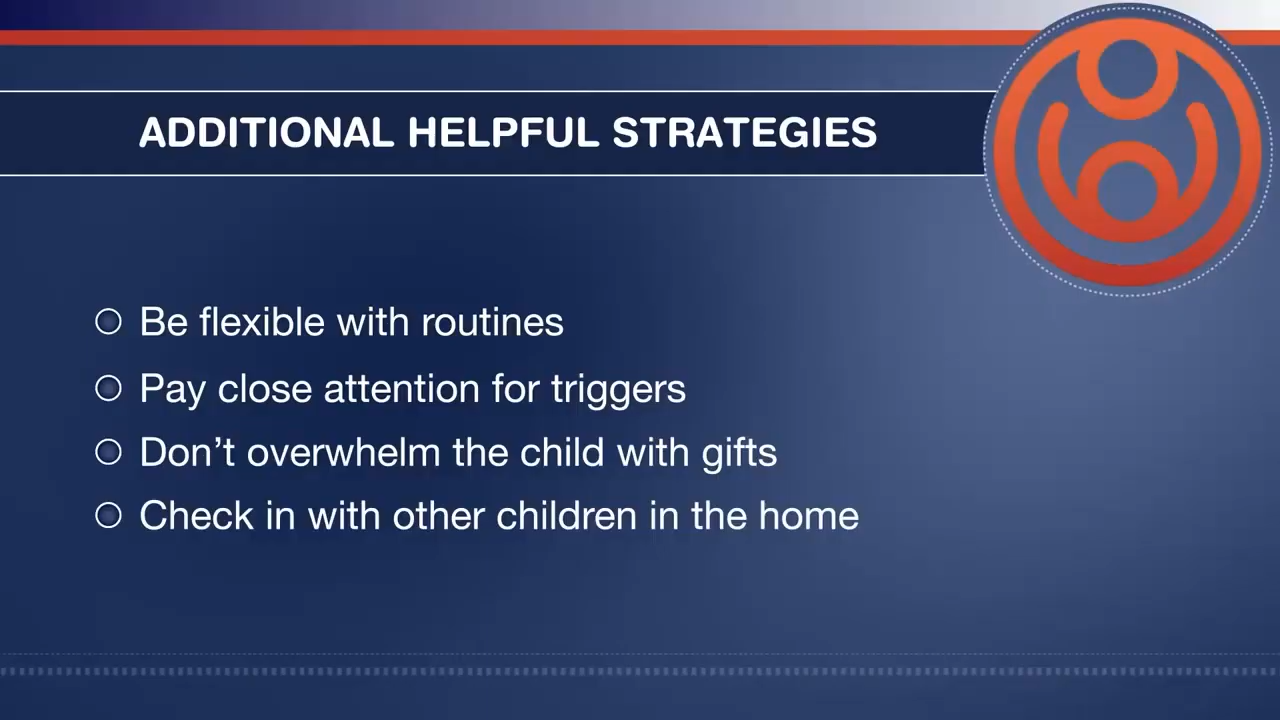 ADDITIONAL HELPFUL STRATEGIES
Be flexible with routines
Pay close attention for triggers
Don’t overwhelm the child with gifts
Check in with other children in the home